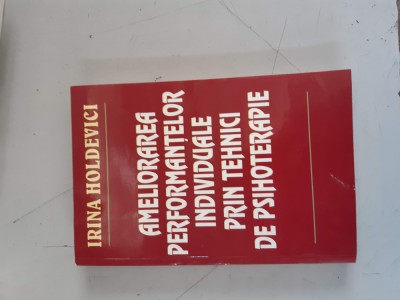 IRINA HOLDEVICI
AMELIORAREA
PERFORMANȚELOR
INDIVIDUALE
PRIN TEHNICI
DE PSIHOTERAPIE